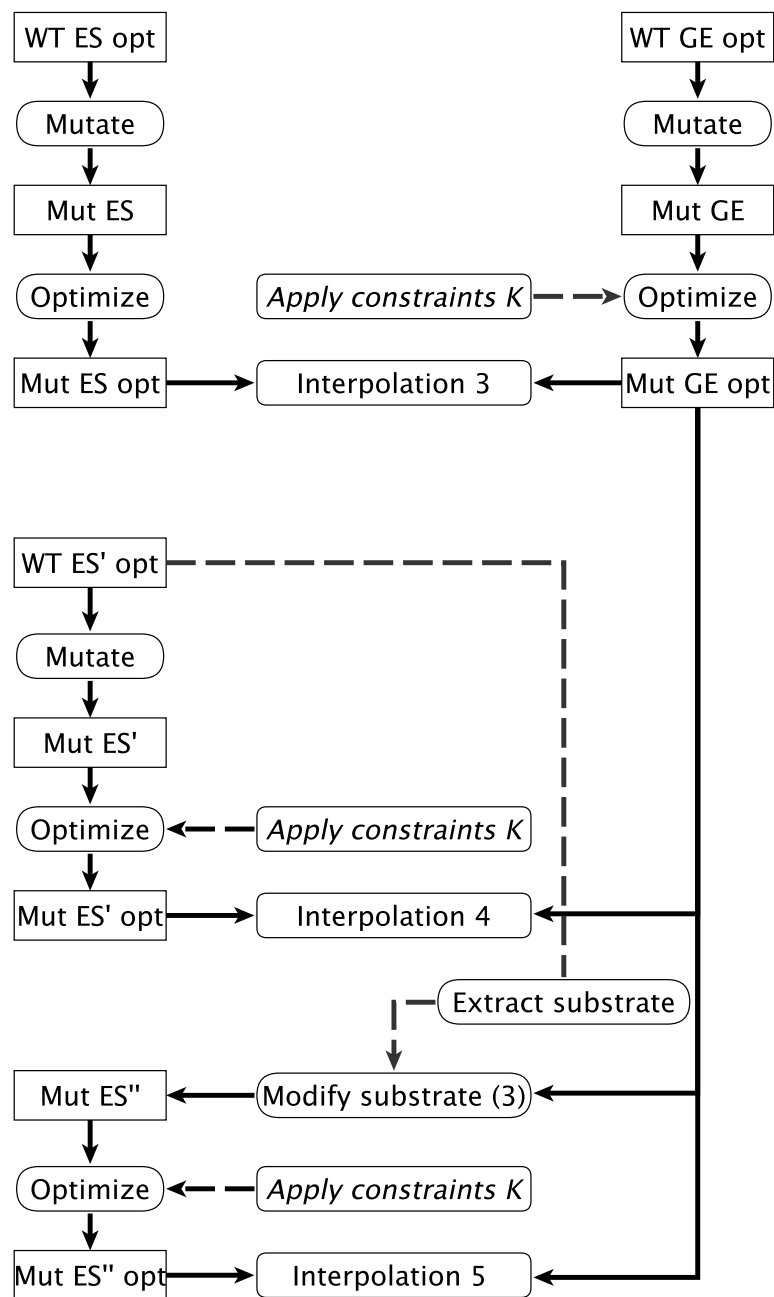 WT ES opt
WT GE opt
Mutate
Mutate
Mut ES
Mut GE
Optimize
Apply constraints K
Optimize
Mut ES opt
Interpolation 3
Mut GE opt
WT ES' opt
Mutate
Mut ES'
Optimize
Apply constraints K
Mut ES' opt
Interpolation 4
Extract substrate
Mut ES"
Modify substrate (3)
Optimize
Apply constraints K
Mut ES" opt
Interpolation 5